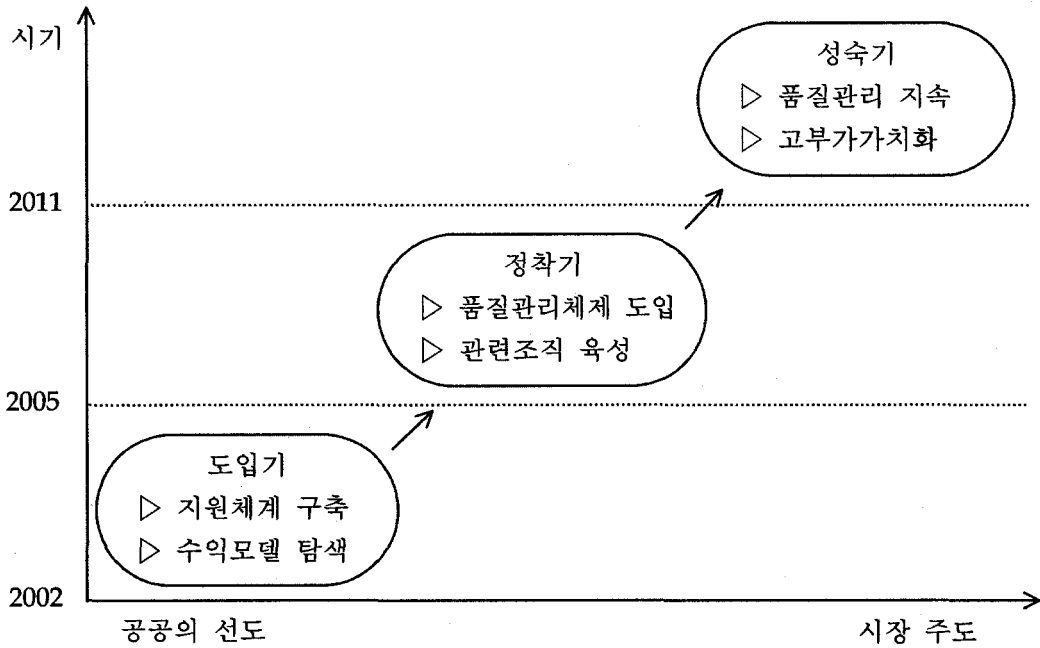 시기
성숙기
▷ 품질관리 지속
▷ 고부가가치화
2011
정착기
▷ 품질관리체제 도입
▷ 관련조직 육성
2005
도입기
▷ 지원체계 구축
▷ 수익모델 탐색
2002
공공의 선도
시장 주도